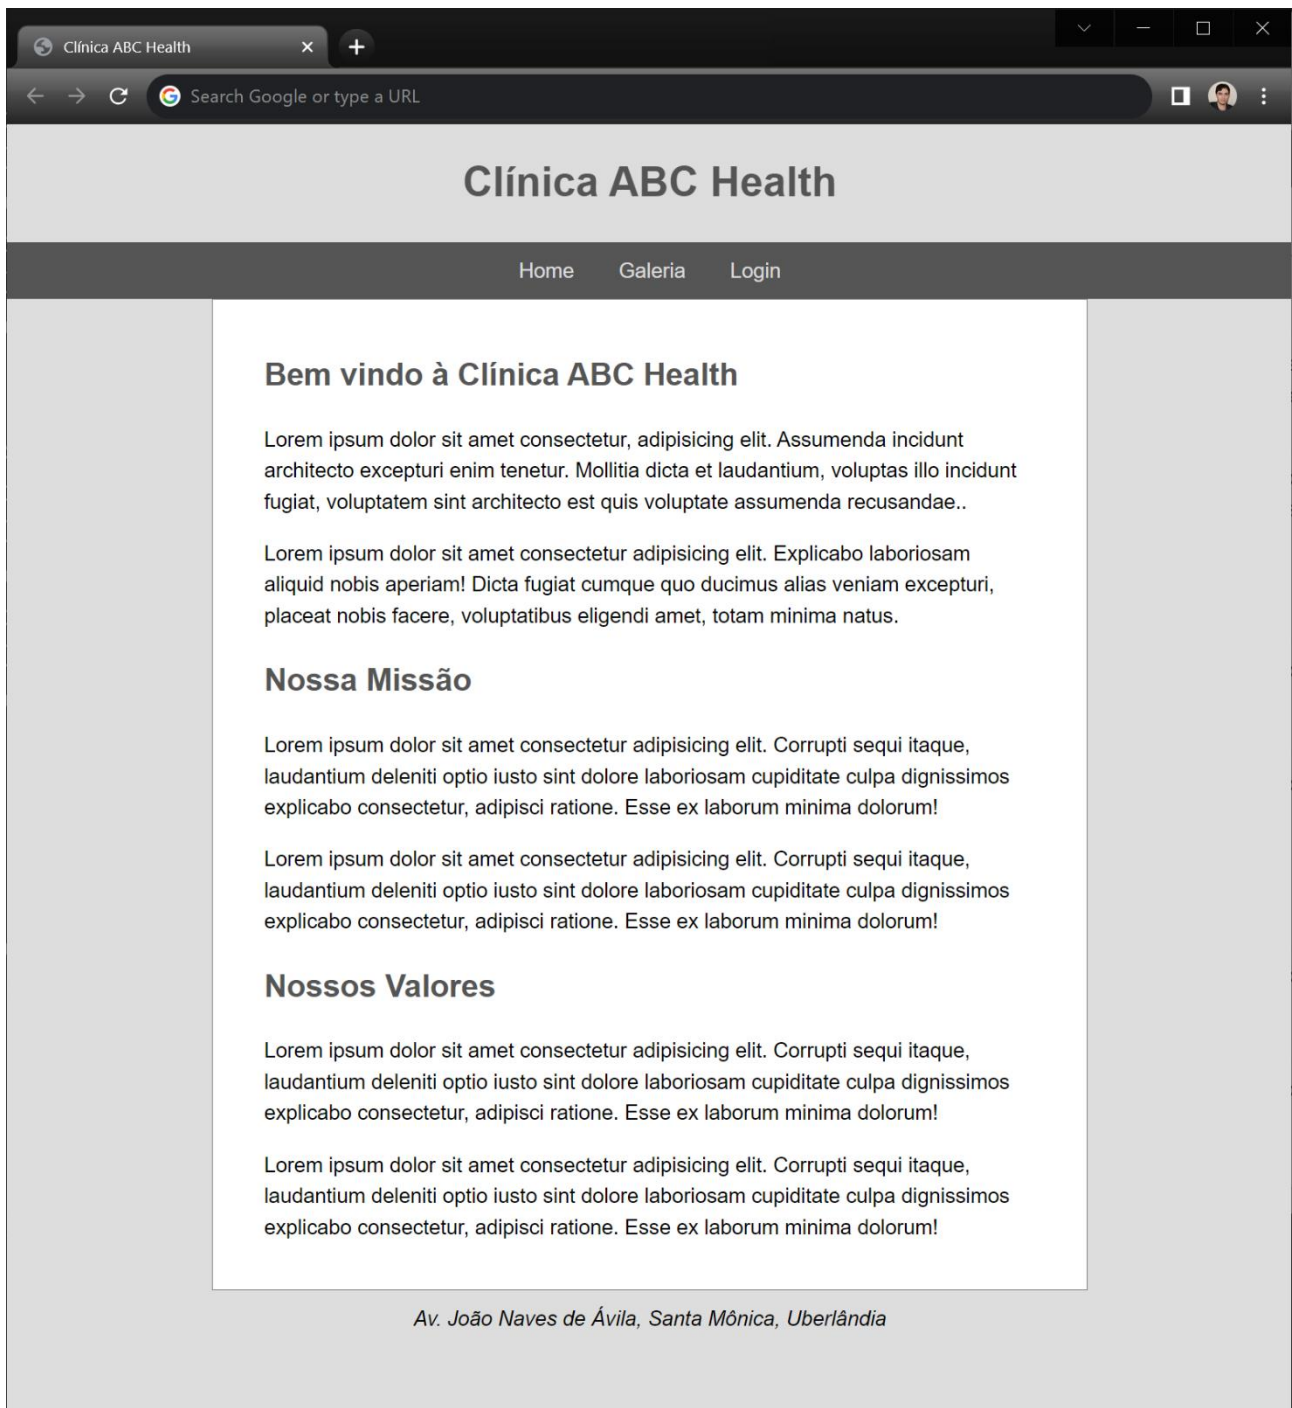 Clínica ABC Health
Search Google or type a URL
Clínica ABC Health
Home Galeria Login
Bem vindo à Clínica ABC Health
Lorem ipsum dolor sit amet consectetur, adipisicing elit. Assumenda incidunt
architecto excepturi enim tenetur. Mollitia dicta et laudantium, voluptas illo incidunt
fugiat, voluptatem sint architecto est quis voluptate assumenda recusandae..
Lorem ipsum dolor sit amet consectetur adipisicing elit. Explicabo laboriosam
aliquid nobis aperiam! Dicta fugiat cumque quo ducimus alias veniam excepturi,
placeat nobis facere, voluptatibus eligendi amet, totam minima natus.
Nossa Missão
Lorem ipsum dolor sit amet consectetur adipisicing elit. Corrupti sequi itaque,
laudantium deleniti optio iusto sint dolore laboriosam cupiditate culpa dignissimos
explicabo consectetur, adipisci ratione. Esse ex laborum minima dolorum!
Lorem ipsum dolor sit amet consectetur adipisicing elit. Corrupti sequi itaque,
laudantium deleniti optio iusto sint dolore laboriosam cupiditate culpa dignissimos
explicabo consectetur, adipisci ratione. Esse ex laborum minima dolorum!
Nossos Valores
Lorem ipsum dolor sit amet consectetur adipisicing elit. Corrupti sequi itaque,
laudantium deleniti optio iusto sint dolore laboriosam cupiditate culpa dignissimos
explicabo consectetur, adipisci ratione. Esse ex laborum minima dolorum!
Lorem ipsum dolor sit amet consectetur adipisicing elit. Corrupti sequi itaque,
laudantium deleniti optio iusto sint dolore laboriosam cupiditate culpa dignissimos
explicabo consectetur, adipisci ratione. Esse ex laborum minima dolorum!
Av. João Naves de Ávila, Santa Mônica, Uberlândia